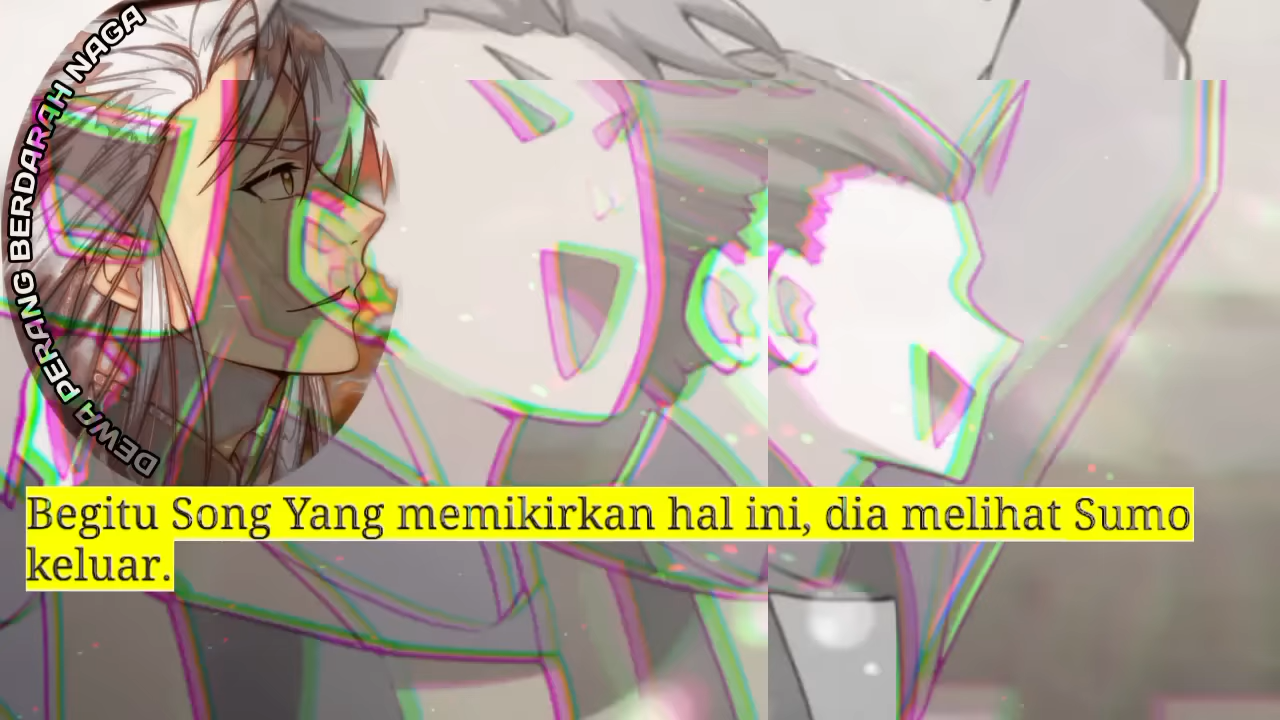 DEWA PERANG BERDARAH NAGA
Begitu Song Yang memikirkan hal ini, dia melihat Sumo
keluar.